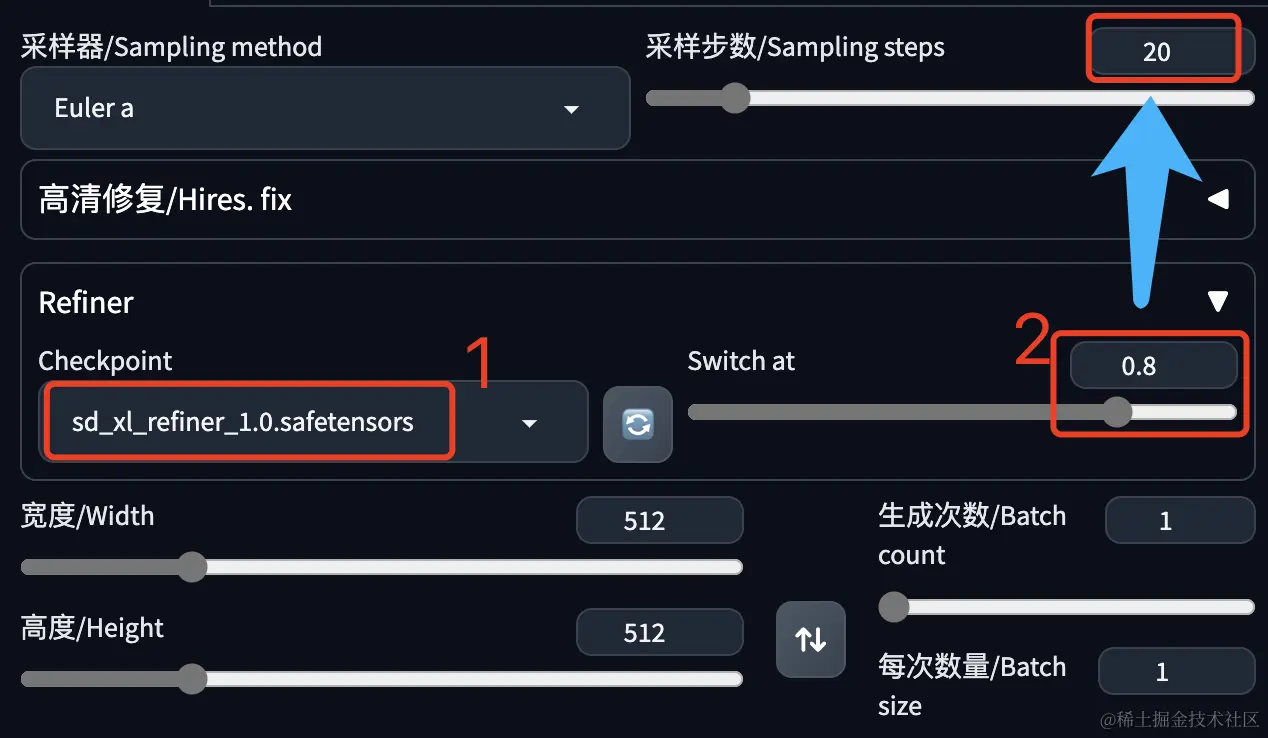 采样器/Sampling method
采样步数/Sampling steps
20
Euler a
高清修复/Hires. fix
Refiner
Checkpoint
1
Switch at
2
0.8
sd_xl_refiner_1.0.safetensors
宽度/Width
512
生成次数/Batch
count
1
高度/Height
512
每次数量/Batch
size
1
@稀土掘金技术社区